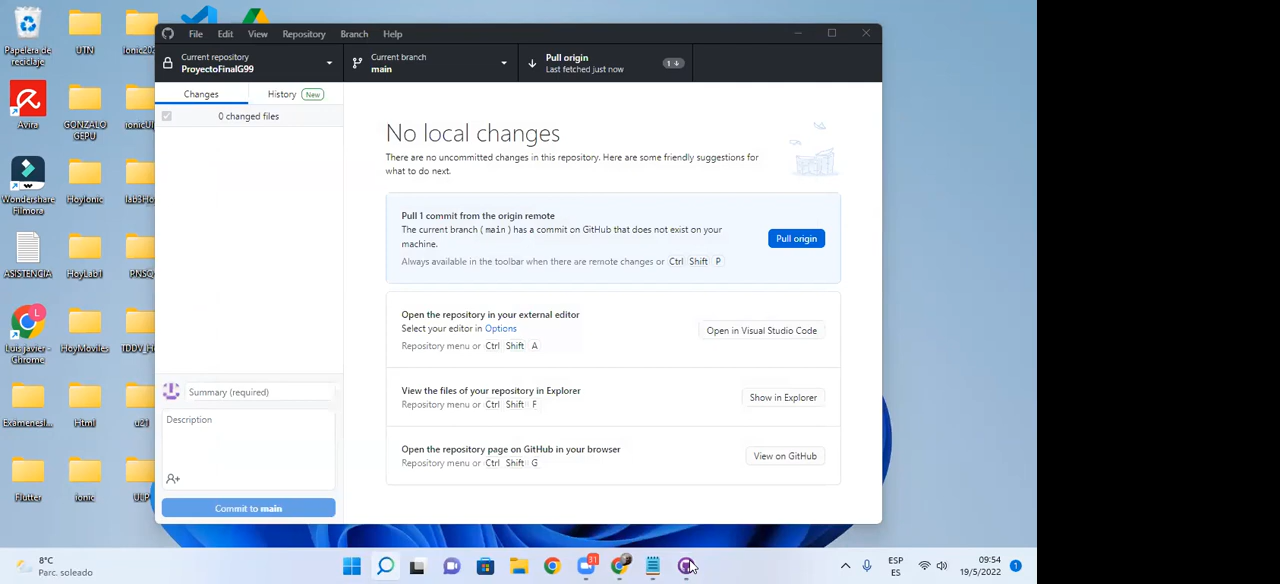 File Edit View Repository Branch Help
Current repository
ProyectoFinalG99
Current branch
main
Pull origin
Last fetched just now
1
Changes
History New
0 changed files
No local changes
There are no uncommitted changes in this repository. Here are some friendly suggestions for
what to do next.
Pull 1 commit from the origin remote
The current branch (main) has a commit on GitHub that does not exist on your
machine.
Always available in the toolbar when there are remote changes or Ctrl Shift P
Pull origin
Open the repository in your external editor
Select your editor in Options
Repository menu or Ctrl Shift A
Open in Visual Studio Code
View the files of your repository in Explorer
Repository menu or Ctrl Shift F
Show in Explorer
Open the repository page on GitHub in your browser
Repository menu or Ctrl Shift G
View on GitHub
Summary (required)
Description
Commit to main
Papelera de
reciclaje
UTN
Avira
GONZALO
GEPU
Wondershare
Filmora
HoyIonic
ASISTENCIA
HoyLab1
L
Luis javier -
Chrome
HoyMoviles
Html
Flutter
ionic
ULP
8°C
Parc. soleado
31
ESP
ES
09:54
19/5/2022
1